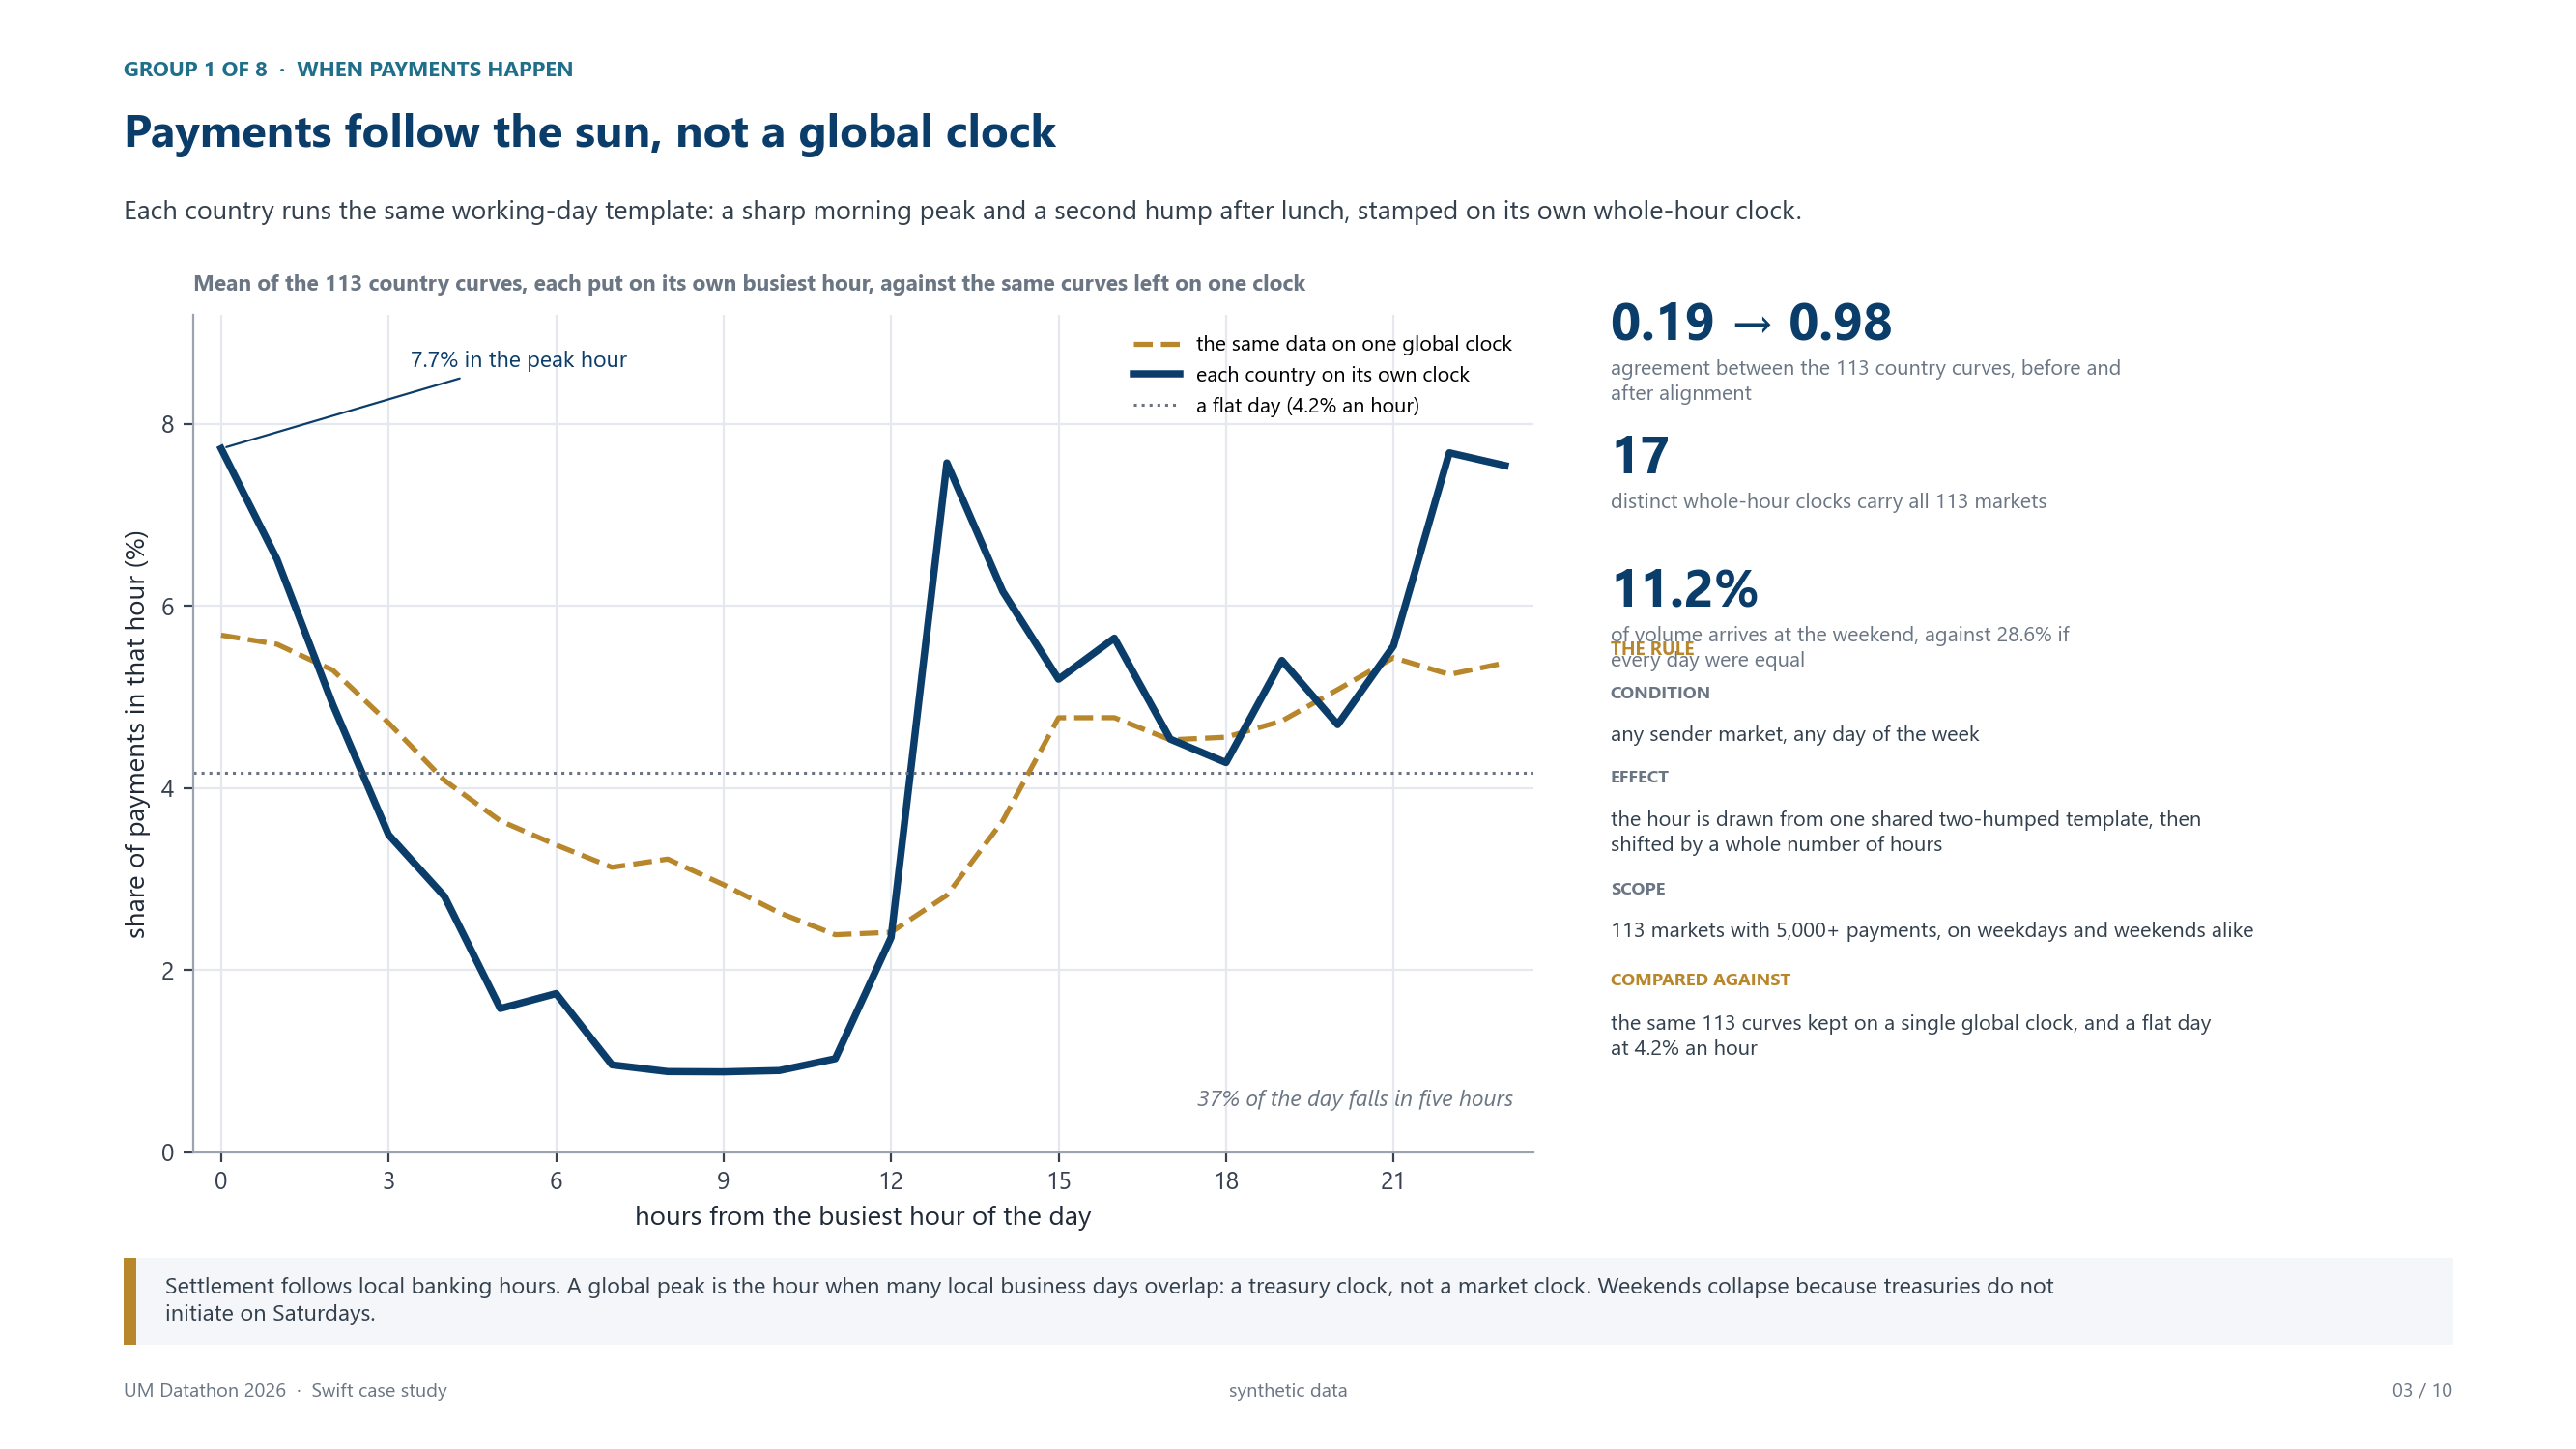 GROUP 1 OF 8 · WHEN PAYMENTS HAPPEN
Payments follow the sun, not a global clock
Each country runs the same working-day template: a sharp morning peak and a second hump after lunch, stamped on its own whole-hour clock.
Mean of the 113 country curves, each put on its own busiest hour, against the same curves left on one clock
7.7% in the peak hour
the same data on one global clock
each country on its own clock
a flat day (4.2% an hour)
share of payments in that hour (%)
8
6
4
2
0
37% of the day falls in five hours
0 3 6 9 12 15 18 21
hours from the busiest hour of the day
0.19 → 0.98
agreement between the 113 country curves, before and
after alignment
17
distinct whole-hour clocks carry all 113 markets
11.2%
of volume arrives at the weekend, against 28.6% if
THE RULE
every day were equal
CONDITION
any sender market, any day of the week
EFFECT
the hour is drawn from one shared two-humped template, then
shifted by a whole number of hours
SCOPE
113 markets with 5,000+ payments, on weekdays and weekends alike
COMPARED AGAINST
the same 113 curves kept on a single global clock, and a flat day
at 4.2% an hour
Settlement follows local banking hours. A global peak is the hour when many local business days overlap: a treasury clock, not a market clock. Weekends collapse because treasuries do not
initiate on Saturdays.
UM Datathon 2026 · Swift case study
synthetic data
03 / 10